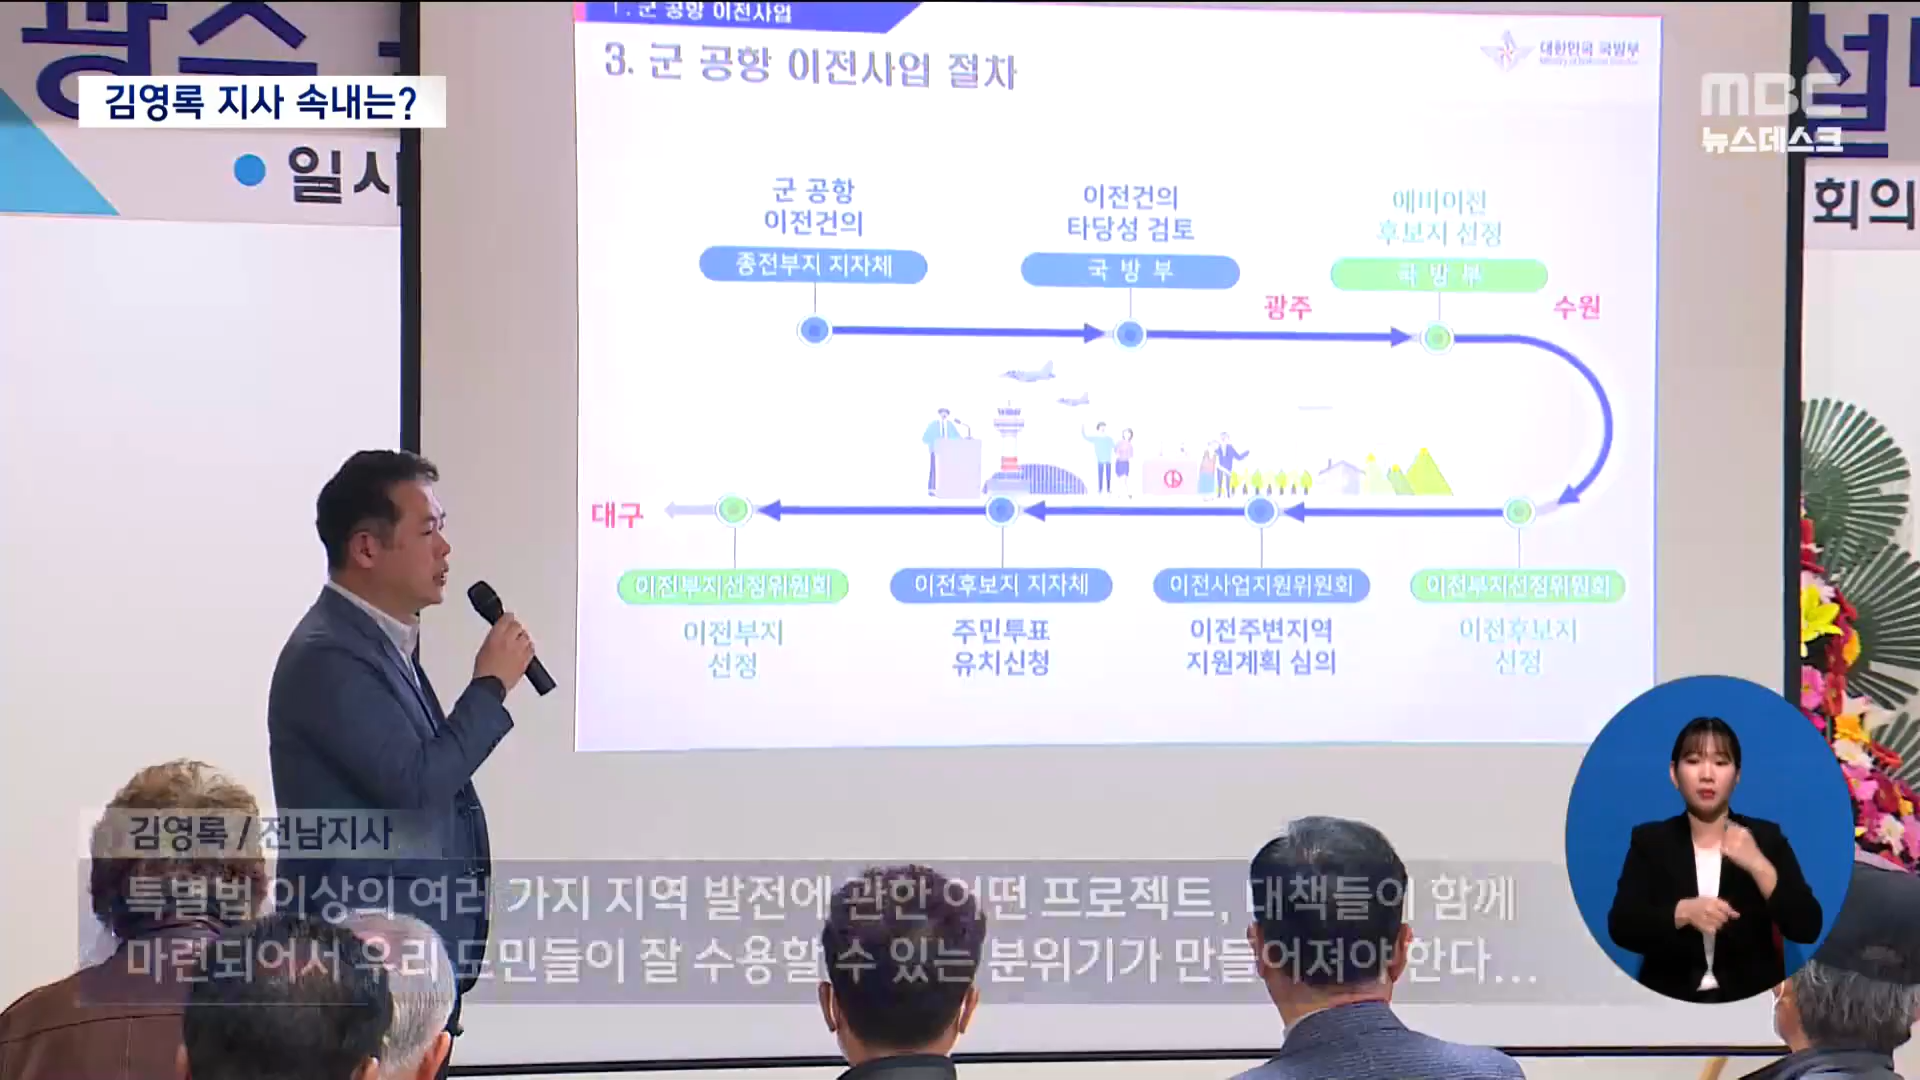 1. 군 공항 이전사업
3. 군 공항 이전사업 절차
대한민국 국방부
김영록 지사 속내는?
MBC
뉴스데스크
일시
회의
군 공항
이전건의
종전부지 지자체
이전건의
타당성 검토
국 방 부
예비이전
후보지 선정
국 방 부
광주
수원
대구
이전부지선정위원회
이전부지
선정
이전후보지 지자체
주민투표
유치신청
이전사업지원위원회
이전주변지역
지원계획 심의
이전부지선정위원회
이전후보지
선정
김영록 / 전남지사
특별법 이상의 여러 가지 지역 발전에 관한 어떤 프로젝트, 대책들이 함께
마련되어서 우리 도민들이 잘 수용할 수 있는 분위기가 만들어져야 한다...